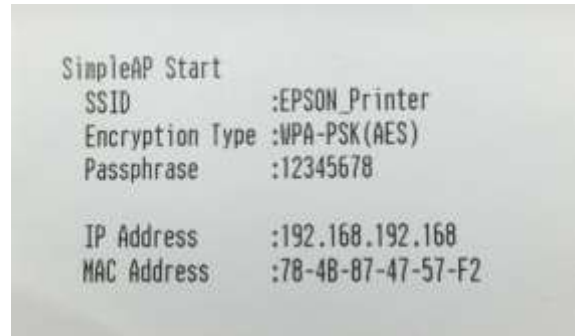 SimpleAP Start
SSID :EPSON_Printer
Encryption Type :WPA-PSK(AES)
Passphrase :12345678
IP Address :192.168.192.168
MAC Address :78-4B-87-47-57-F2